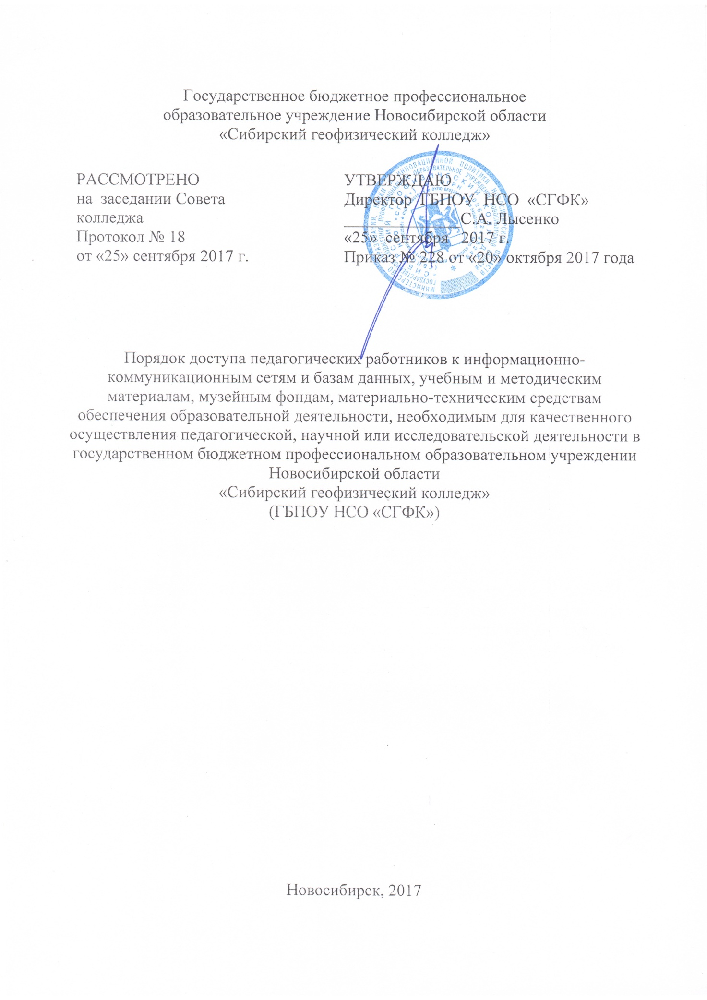 Государственное бюджетное профессиональное
образовательное учреждение Новосибирской области
«Сибирский геофизический колледж»
РАССМОТРЕНО
на заседании Совета
колледжа
Протокол № 18
от «25» сентября 2017 г.
УТВЕРЖДАЮ
Директор ГБПОУ НСО «СГФК»
______________С.А. Лысенко
«25» сентября 2017 г.
Приказ № 228 от «20» октября 2017 года
Порядок доступа педагогических работников к информационно-
коммуникационным сетям и базам данных, учебным и методическим
материалам, музейным фондам, материально-техническим средствам
обеспечения образовательной деятельности, необходимым для качественного
осуществления педагогической, научной или исследовательской деятельности в
государственном бюджетном профессиональном образовательном учреждении
Новосибирской области
«Сибирский геофизический колледж»
(ГБПОУ НСО «СГФК»)
Новосибирск, 2017